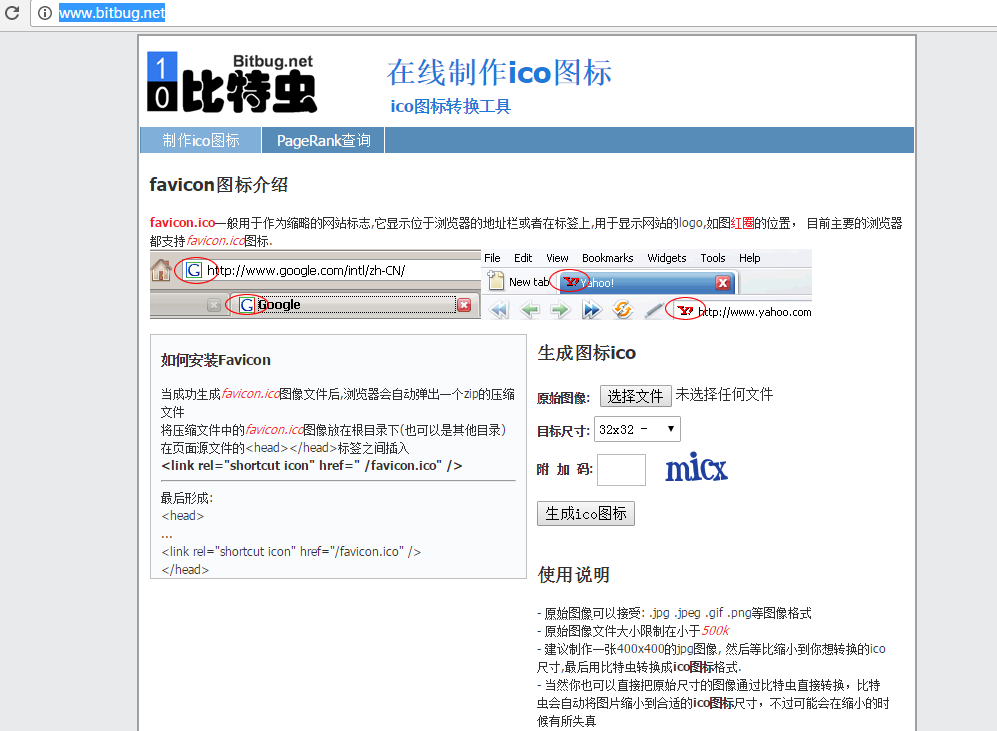 www.bitbug.net
10
Bitbug.net
比特虫
在线制作ico图标
ico图标转换工具
制作ico图标 PageRank查询
favicon图标介绍
favicon.ico一般用于作为缩略的网站标志,它显示位于浏览器的地址栏或者在标签上,用于显示网站的logo,如图红圈的位置， 目前主要的浏览器
都支持favicon.ico图标.
G http://www.google.com/intl/zh-CN/
G Google
File Edit View Bookmarks Widgets Tools Help
New tab Y! Yahoo!
Y! http://www.yahoo.com
如何安装Favicon
当成功生成favicon.ico图像文件后,浏览器会自动弹出一个zip的压缩
文件
将压缩文件中的favicon.ico图像放在根目录下(也可以是其他目录)
在页面源文件的<head></head>标签之间插入
<link rel="shortcut icon" href=" /favicon.ico" />
最后形成:
<head>
...
<link rel="shortcut icon" href="/favicon.ico" />
</head>
生成图标ico
原始图像: 选择文件 未选择任何文件
目标尺寸: 32x32 -
附 加 码: micx
生成ico图标
使用说明
- 原始图像可以接受: .jpg .jpeg .gif .png等图像格式
- 原始图像文件大小限制在小于500k
- 建议制作一张400x400的jpg图像, 然后等比缩小到你想转换的ico
尺寸,最后用比特虫转换成ico图标格式.
- 当然你也可以直接把原始尺寸的图像通过比特虫直接转换，比特
虫会自动将图片缩小到合适的ico图标尺寸，不过可能会在缩小的时
候有所失真